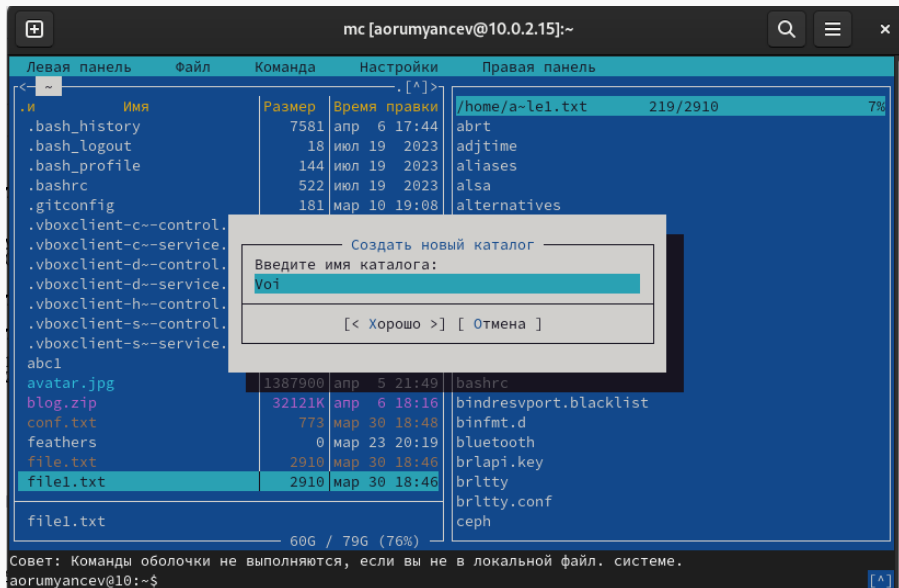 mc [aorumyancev@10.0.2.15]:~
Левая панель Файл Команда Настройки Правая панель
<─ ~ ─.[^]>
.и Имя Размер Время правки /home/a~le1.txt 219/2910 7%
.bash_history 7581 апр 6 17:44 abrt
.bash_logout 18 июл 19 2023 adjtime
.bash_profile 144 июл 19 2023 aliases
.bashrc 522 июл 19 2023 alsa
.gitconfig 181 мар 10 19:08 alternatives
.vboxclient-c~-control.
.vboxclient-c~-service. Создать новый каталог
.vboxclient-d~-control. Введите имя каталога:
.vboxclient-d~-service. Voi
.vboxclient-h~-control.
.vboxclient-s~-control. [< Хорошо >] [ Отмена ]
.vboxclient-s~-service.
abc1
avatar.jpg 1387900 апр 5 21:49 bashrc
blog.zip 32121K апр 6 18:16 bindresvport.blacklist
conf.txt 773 мар 30 18:48 binfmt.d
feathers 0 мар 23 20:19 bluetooth
file.txt 2910 мар 30 18:46 brlapi.key
file1.txt 2910 мар 30 18:46 brltty
brltty.conf
file1.txt ceph
60G / 79G (76%)
Совет: Команды оболочки не выполняются, если вы не в локальной файл. системе.
aorumyancev@10:~$ [^]